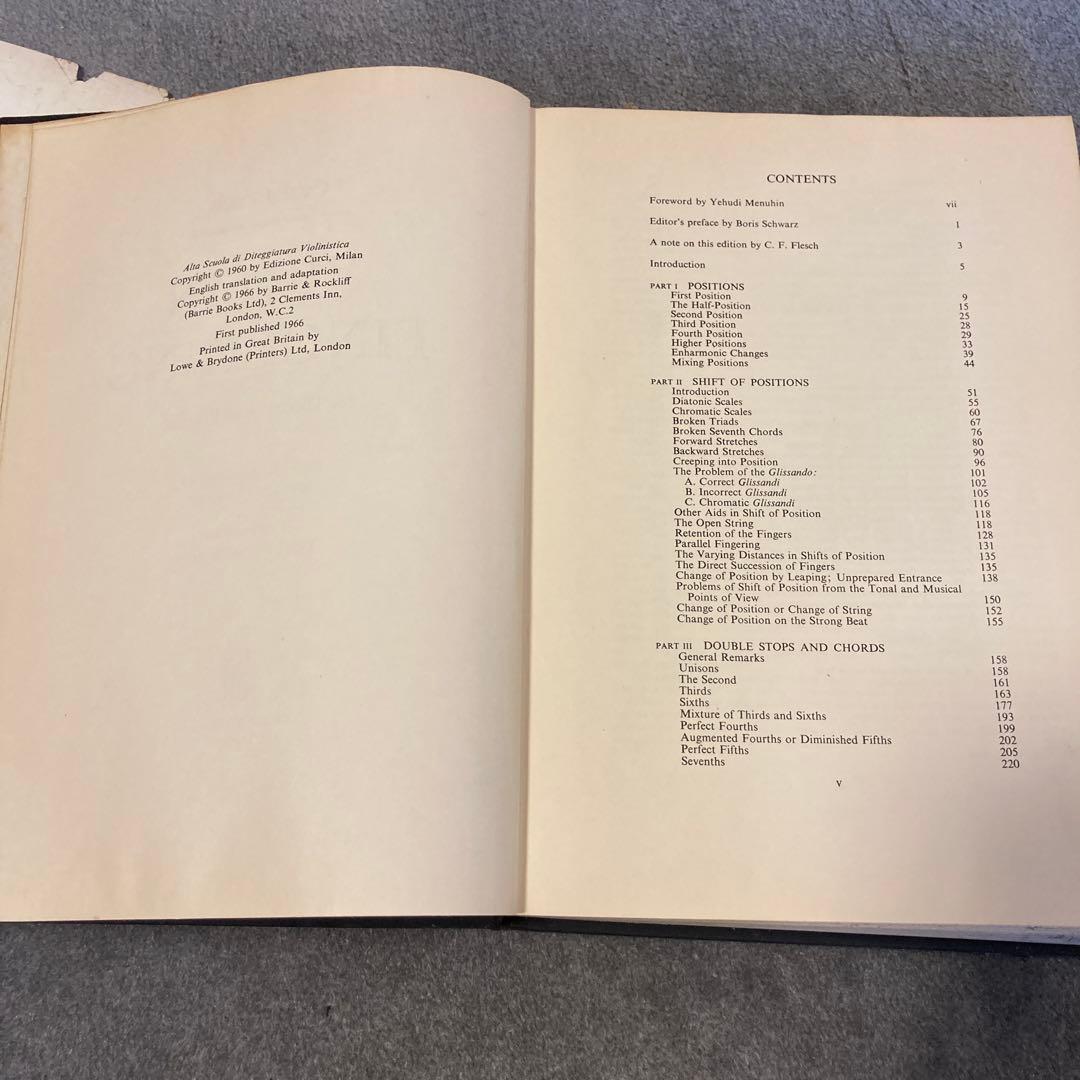 Alta Scuola di Diteggiatura Violinistica
Copyright © 1960 by Edizione Curci, Milan
English translation and adaptation
Copyright © 1966 by Barrie & Rockliff
(Barrie Books Ltd), 2 Clements Inn,
London, W.C.2
First published 1966
Printed in Great Britain by
Lowe & Brydone (Printers) Ltd, London
CONTENTS
Foreword by Yehudi Menuhin vii
Editor's preface by Boris Schwarz 1
A note on this edition by C. F. Flesch 3
Introduction 5
PART I POSITIONS
First Position 9
The Half-Position 15
Second Position 25
Third Position 28
Fourth Position 29
Higher Positions 33
Enharmonic Changes 39
Mixing Positions 44
PART II SHIFT OF POSITIONS
Introduction 51
Diatonic Scales 55
Chromatic Scales 60
Broken Triads 67
Broken Seventh Chords 76
Forward Stretches 80
Backward Stretches 90
Creeping into Position 96
The Problem of the Glissando: 101
A. Correct Glissandi 102
B. Incorrect Glissandi 105
C. Chromatic Glissandi 116
Other Aids in Shift of Position 118
The Open String 118
Retention of the Fingers 128
Parallel Fingering 131
The Varying Distances in Shifts of Position 135
The Direct Succession of Fingers 135
Change of Position by Leaping; Unprepared Entrance 138
Problems of Shift of Position from the Tonal and Musical
Points of View 150
Change of Position or Change of String 152
Change of Position on the Strong Beat 155
PART III DOUBLE STOPS AND CHORDS
General Remarks 158
Unisons 158
The Second 161
Thirds 163
Sixths 177
Mixture of Thirds and Sixths 193
Perfect Fourths 199
Augmented Fourths or Diminished Fifths 202
Perfect Fifths 205
Sevenths 220
v